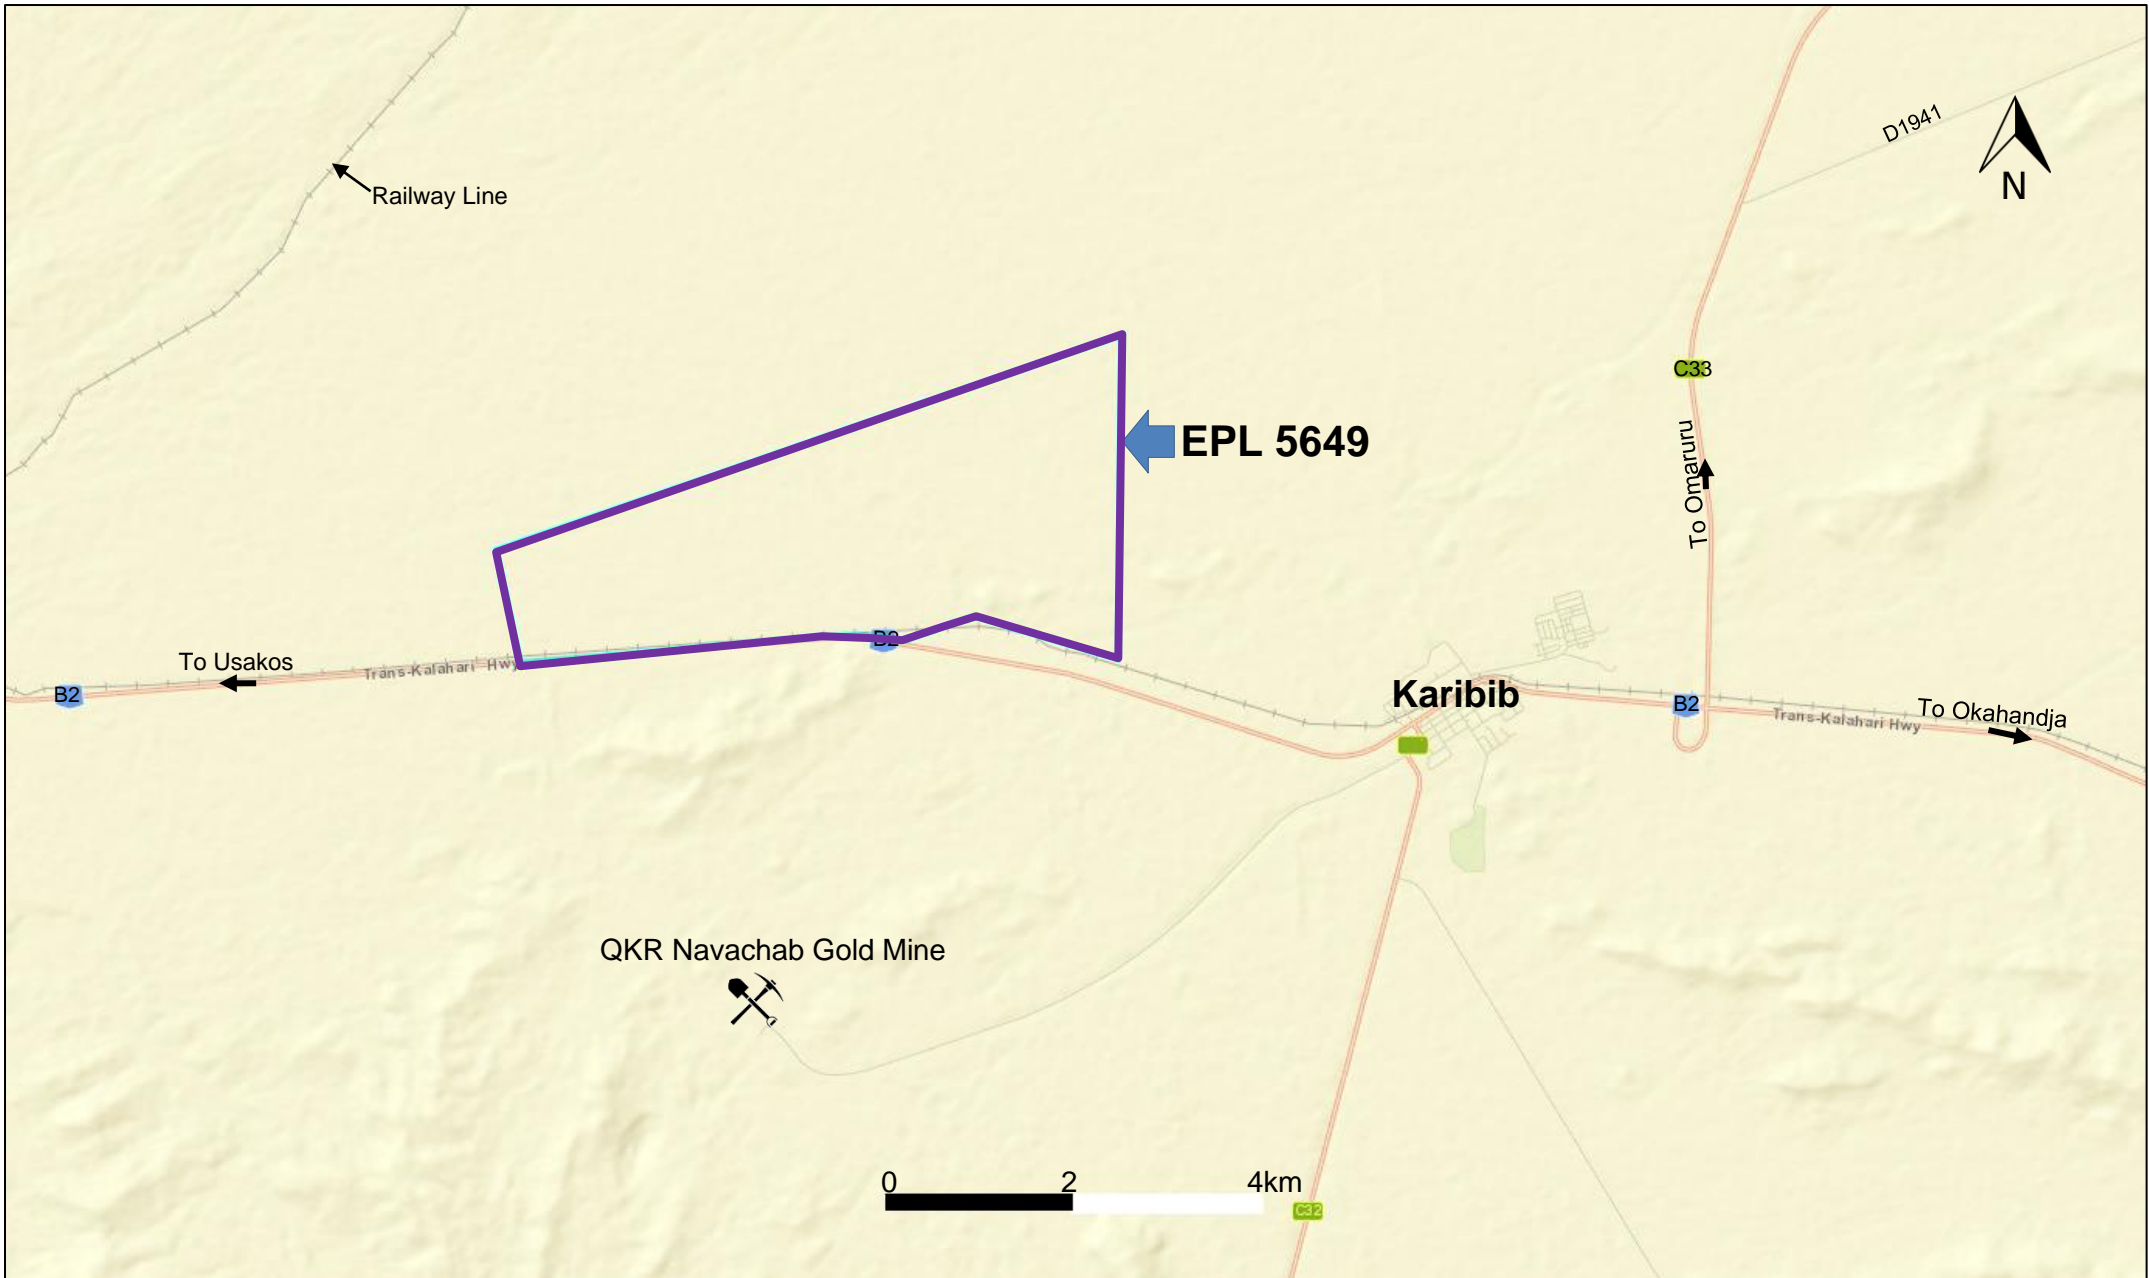 D1941
N
Railway Line
C33
EPL 5649
To Omaruru
B2
To Usakos
Trans-Kalahari Hwy
B2
Karibib
B2
Trans-Kalahari Hwy
To Okahandja
QKR Navachab Gold Mine
0 2 4km
C32